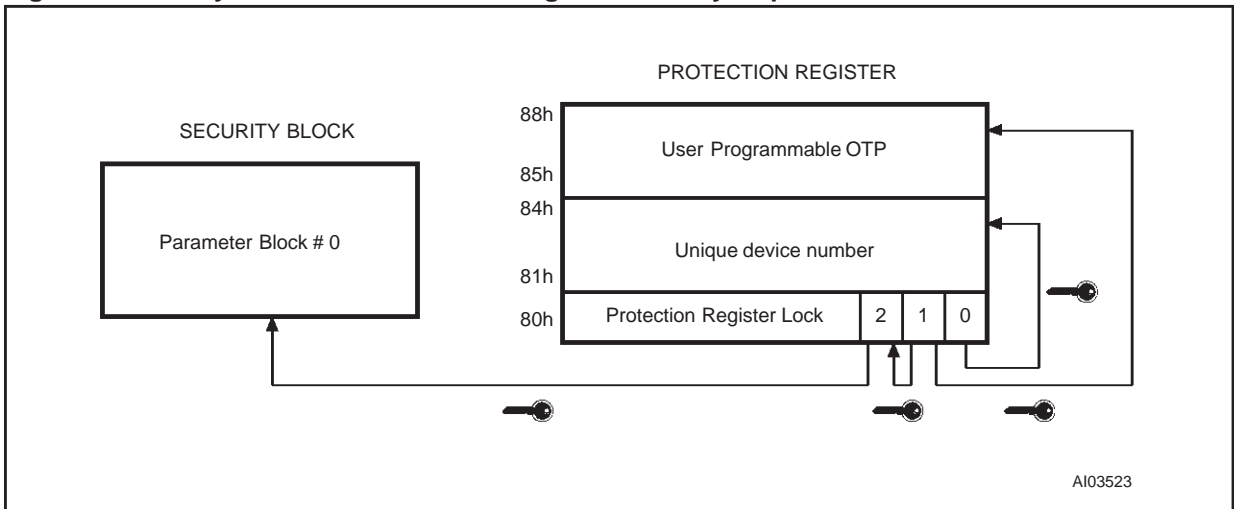 PROTECTION REGISTER
SECURITY BLOCK
88h
User Programmable OTP
85h
84h
Parameter Block # 0
Unique device number
81h
80h
Protection Register Lock 2 1 0
AI03523